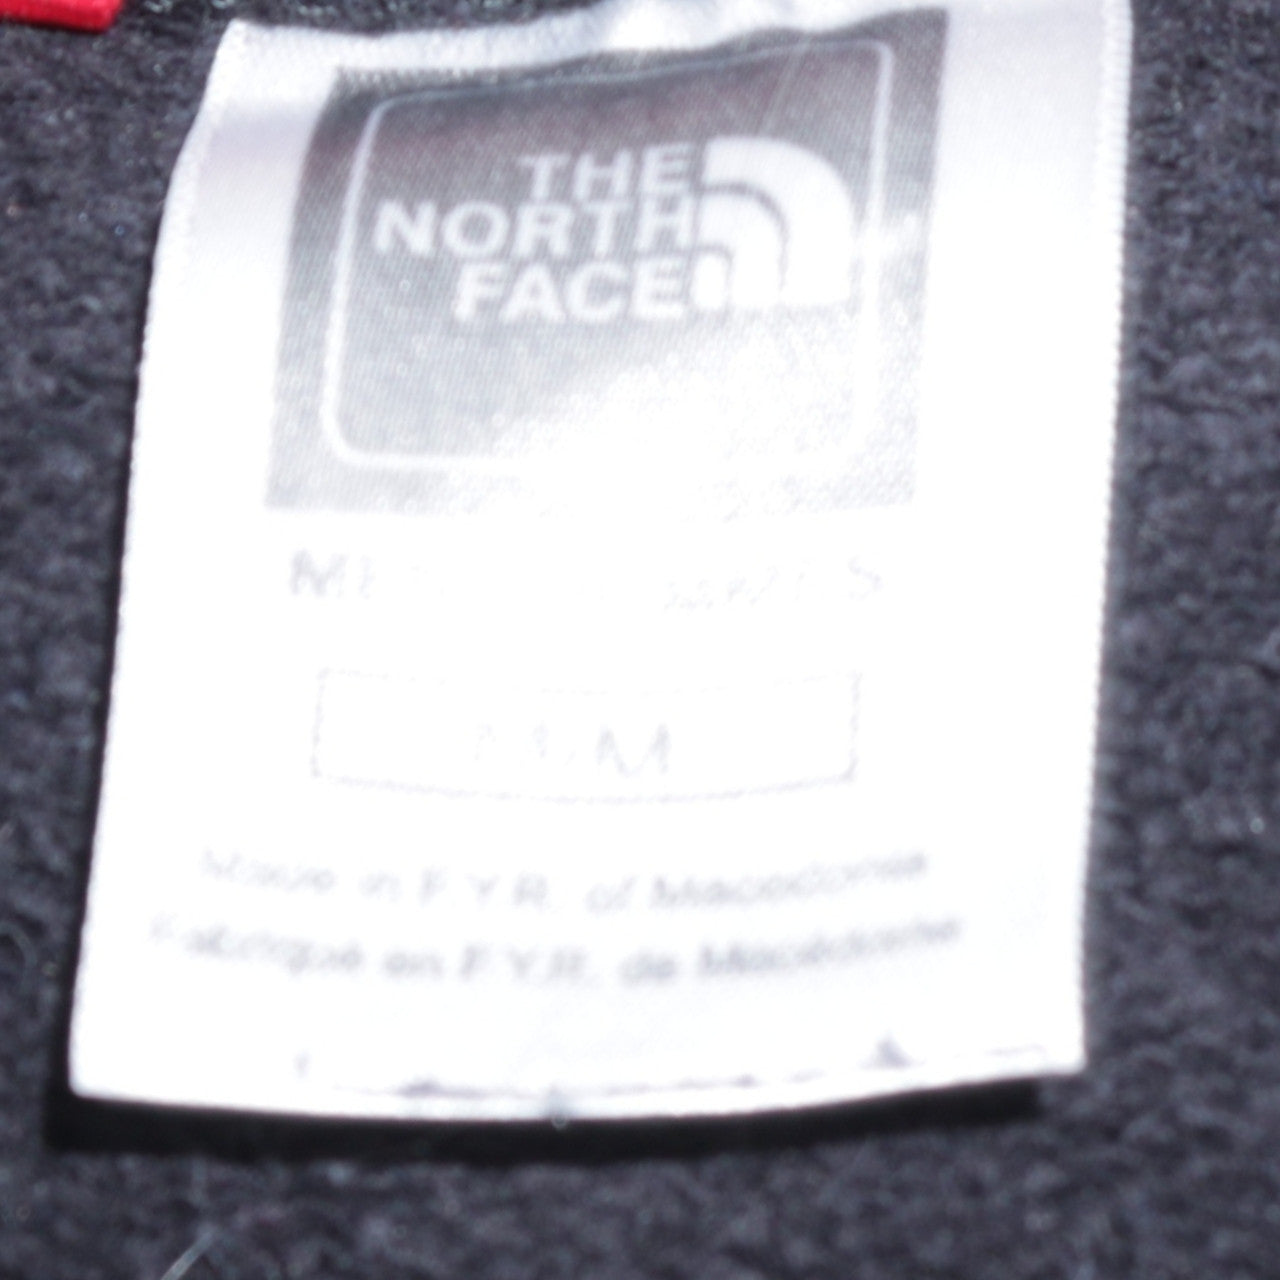 THE
NORTH
FACE
M
Made in F.Y.R. of Macedonia
Fabriqué en F.Y.R. de Macédoine